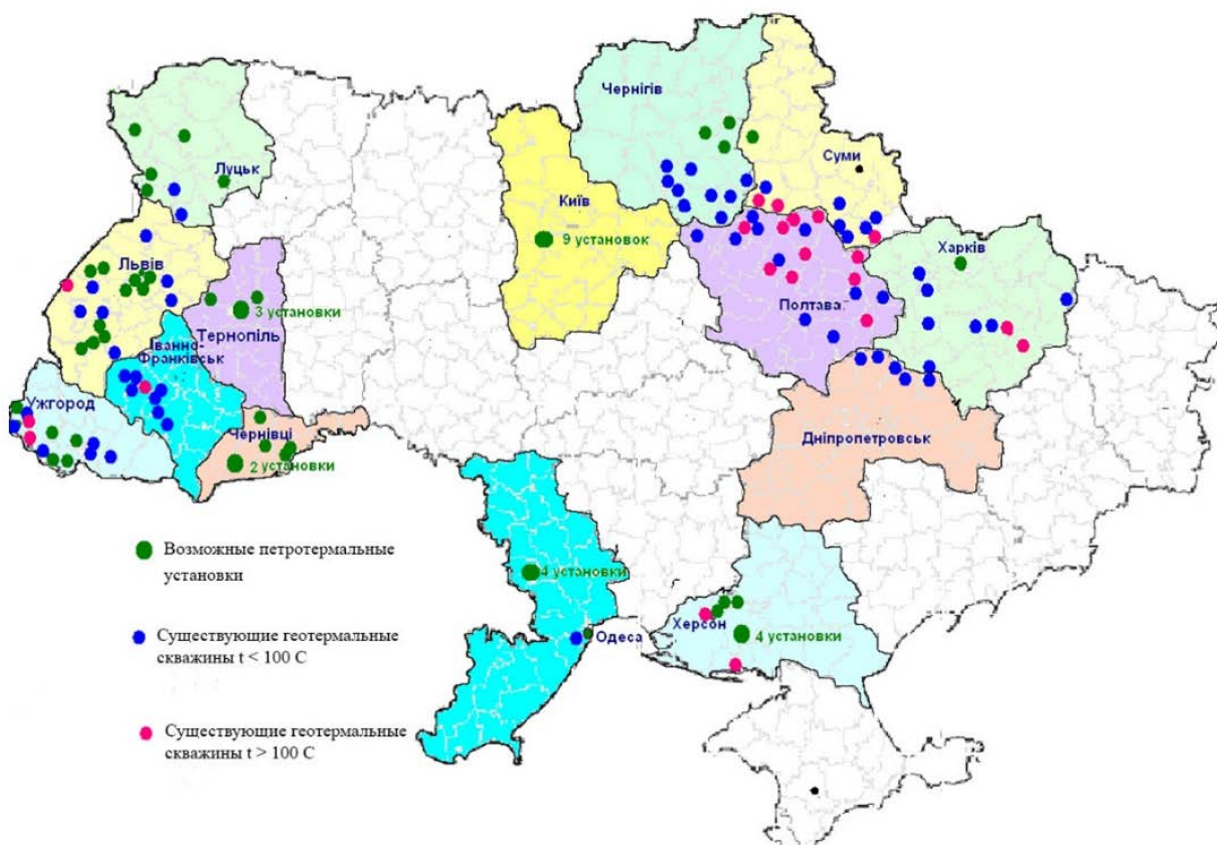 Чернігів
Суми
Луцьк
Київ
9 установок
Харків
Львів
Полтава
3 установки
Тернопіль
Івано-
Франківськ
Ужгород
Чернівці
2 установки
Дніпропетровськ
Возможные петротермальные
установки
4 установки
Существующие геотермальные
скважины t < 100 С
Одеса
Херсон
4 установки
Существующие геотермальные
скважины t > 100 С